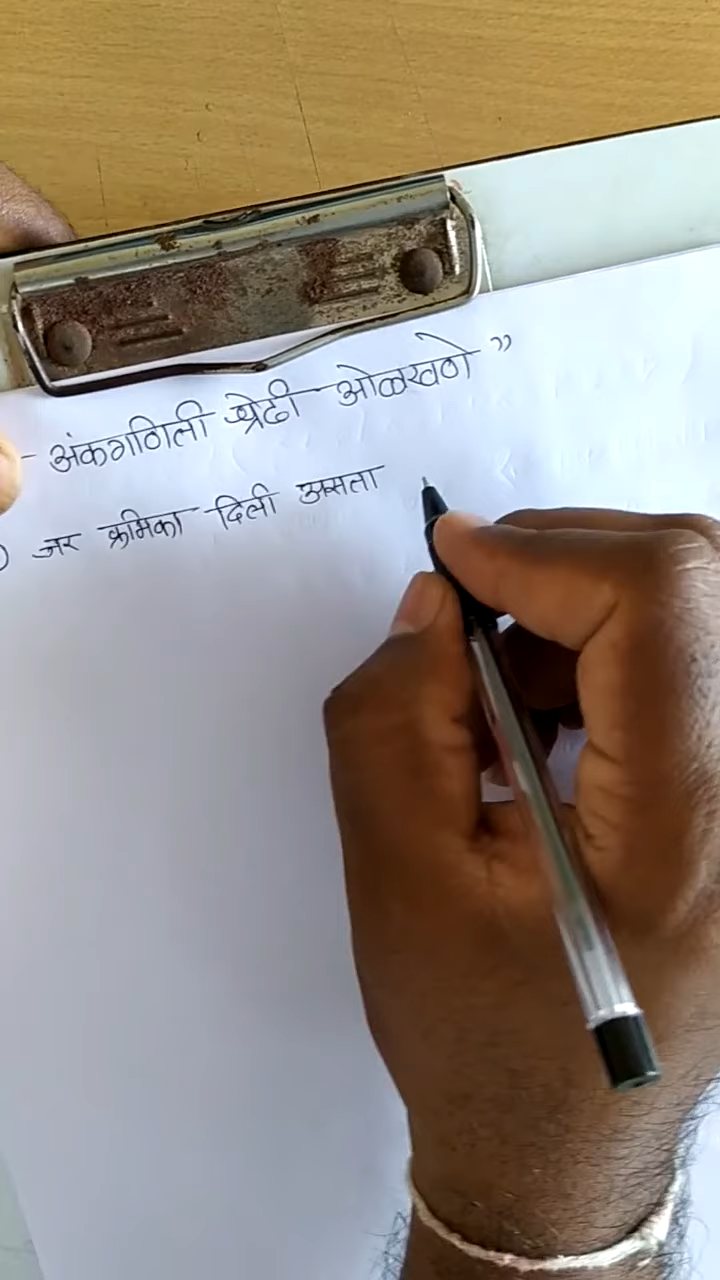 - अंकगणिती श्रेढी ओळखणे ”
) जर क्रमिका दिली असता